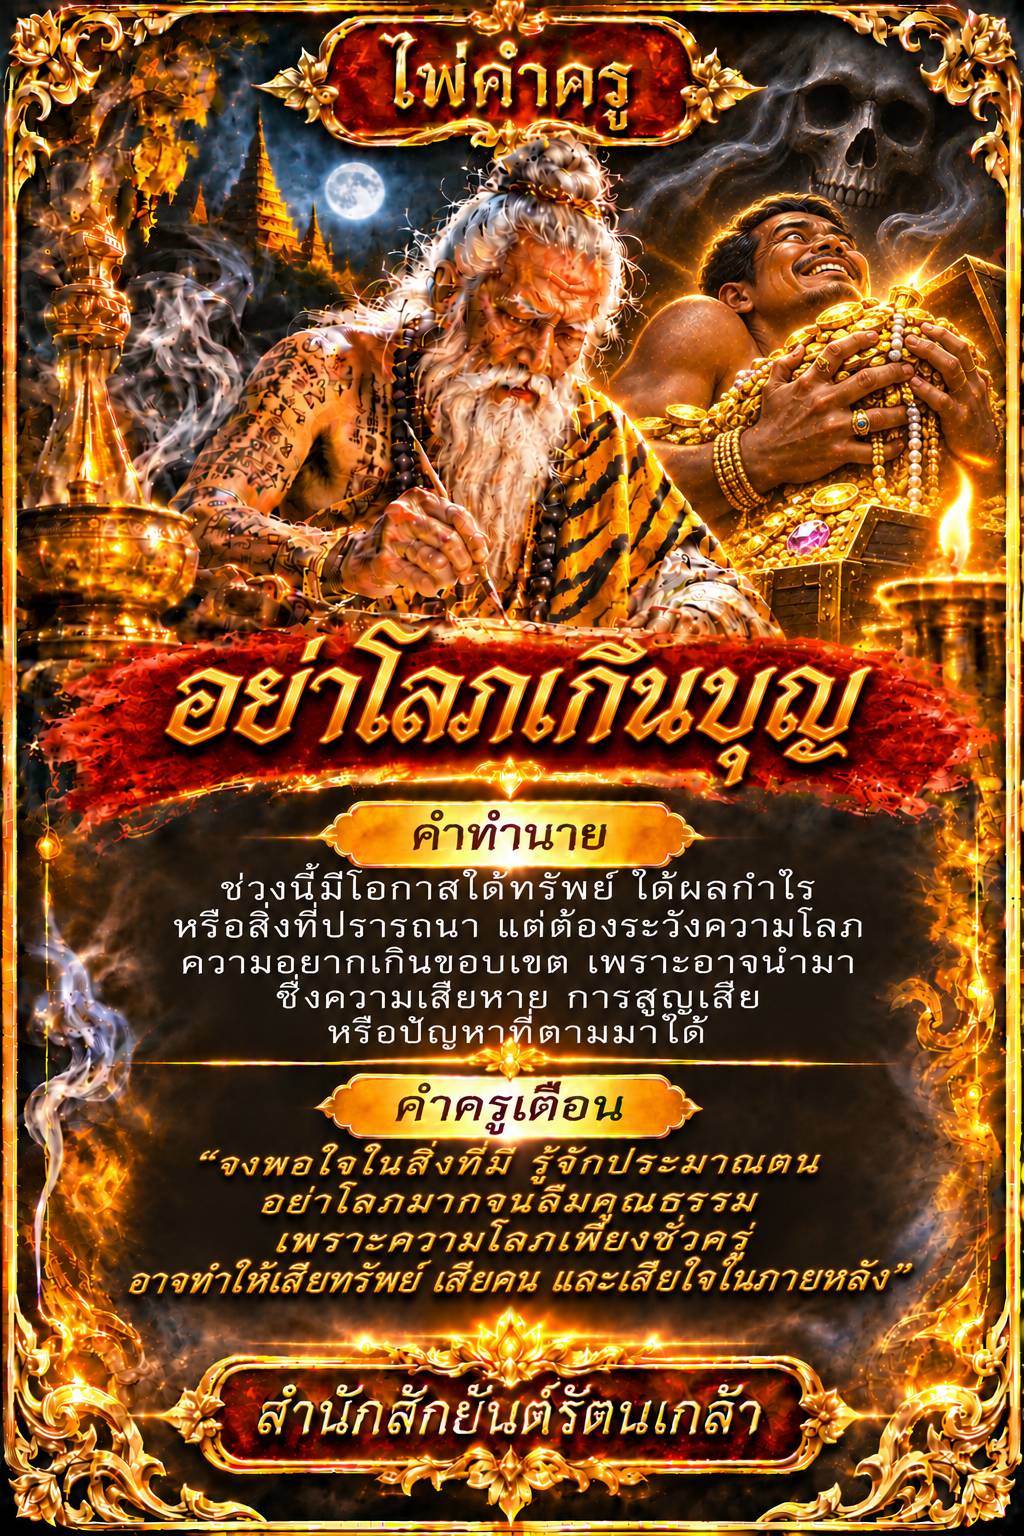 ไพ่คำครู
อย่าโลภเกินบุญ
คำทำนาย
ช่วงนี้มีโอกาสได้ทรัพย์ ได้ผลกำไร
หรือสิ่งที่ปรารถนา แต่ต้องระวังความโลภ
ความอยากเกินขอบเขต เพราะอาจนำมา
ซึ่งความเสียหาย การสูญเสีย
หรือปัญหาที่ตามมาได้
คำครูเตือน
“จงพอใจในสิ่งที่มี รู้จักประมาณตน
อย่าโลภมากจนลืมคุณธรรม
เพราะความโลภเพียงชั่วครู่
อาจทำให้เสียทรัพย์ เสียคน และเสียใจในภายหลัง”
สำนักสักยันต์รัตนเกล้า